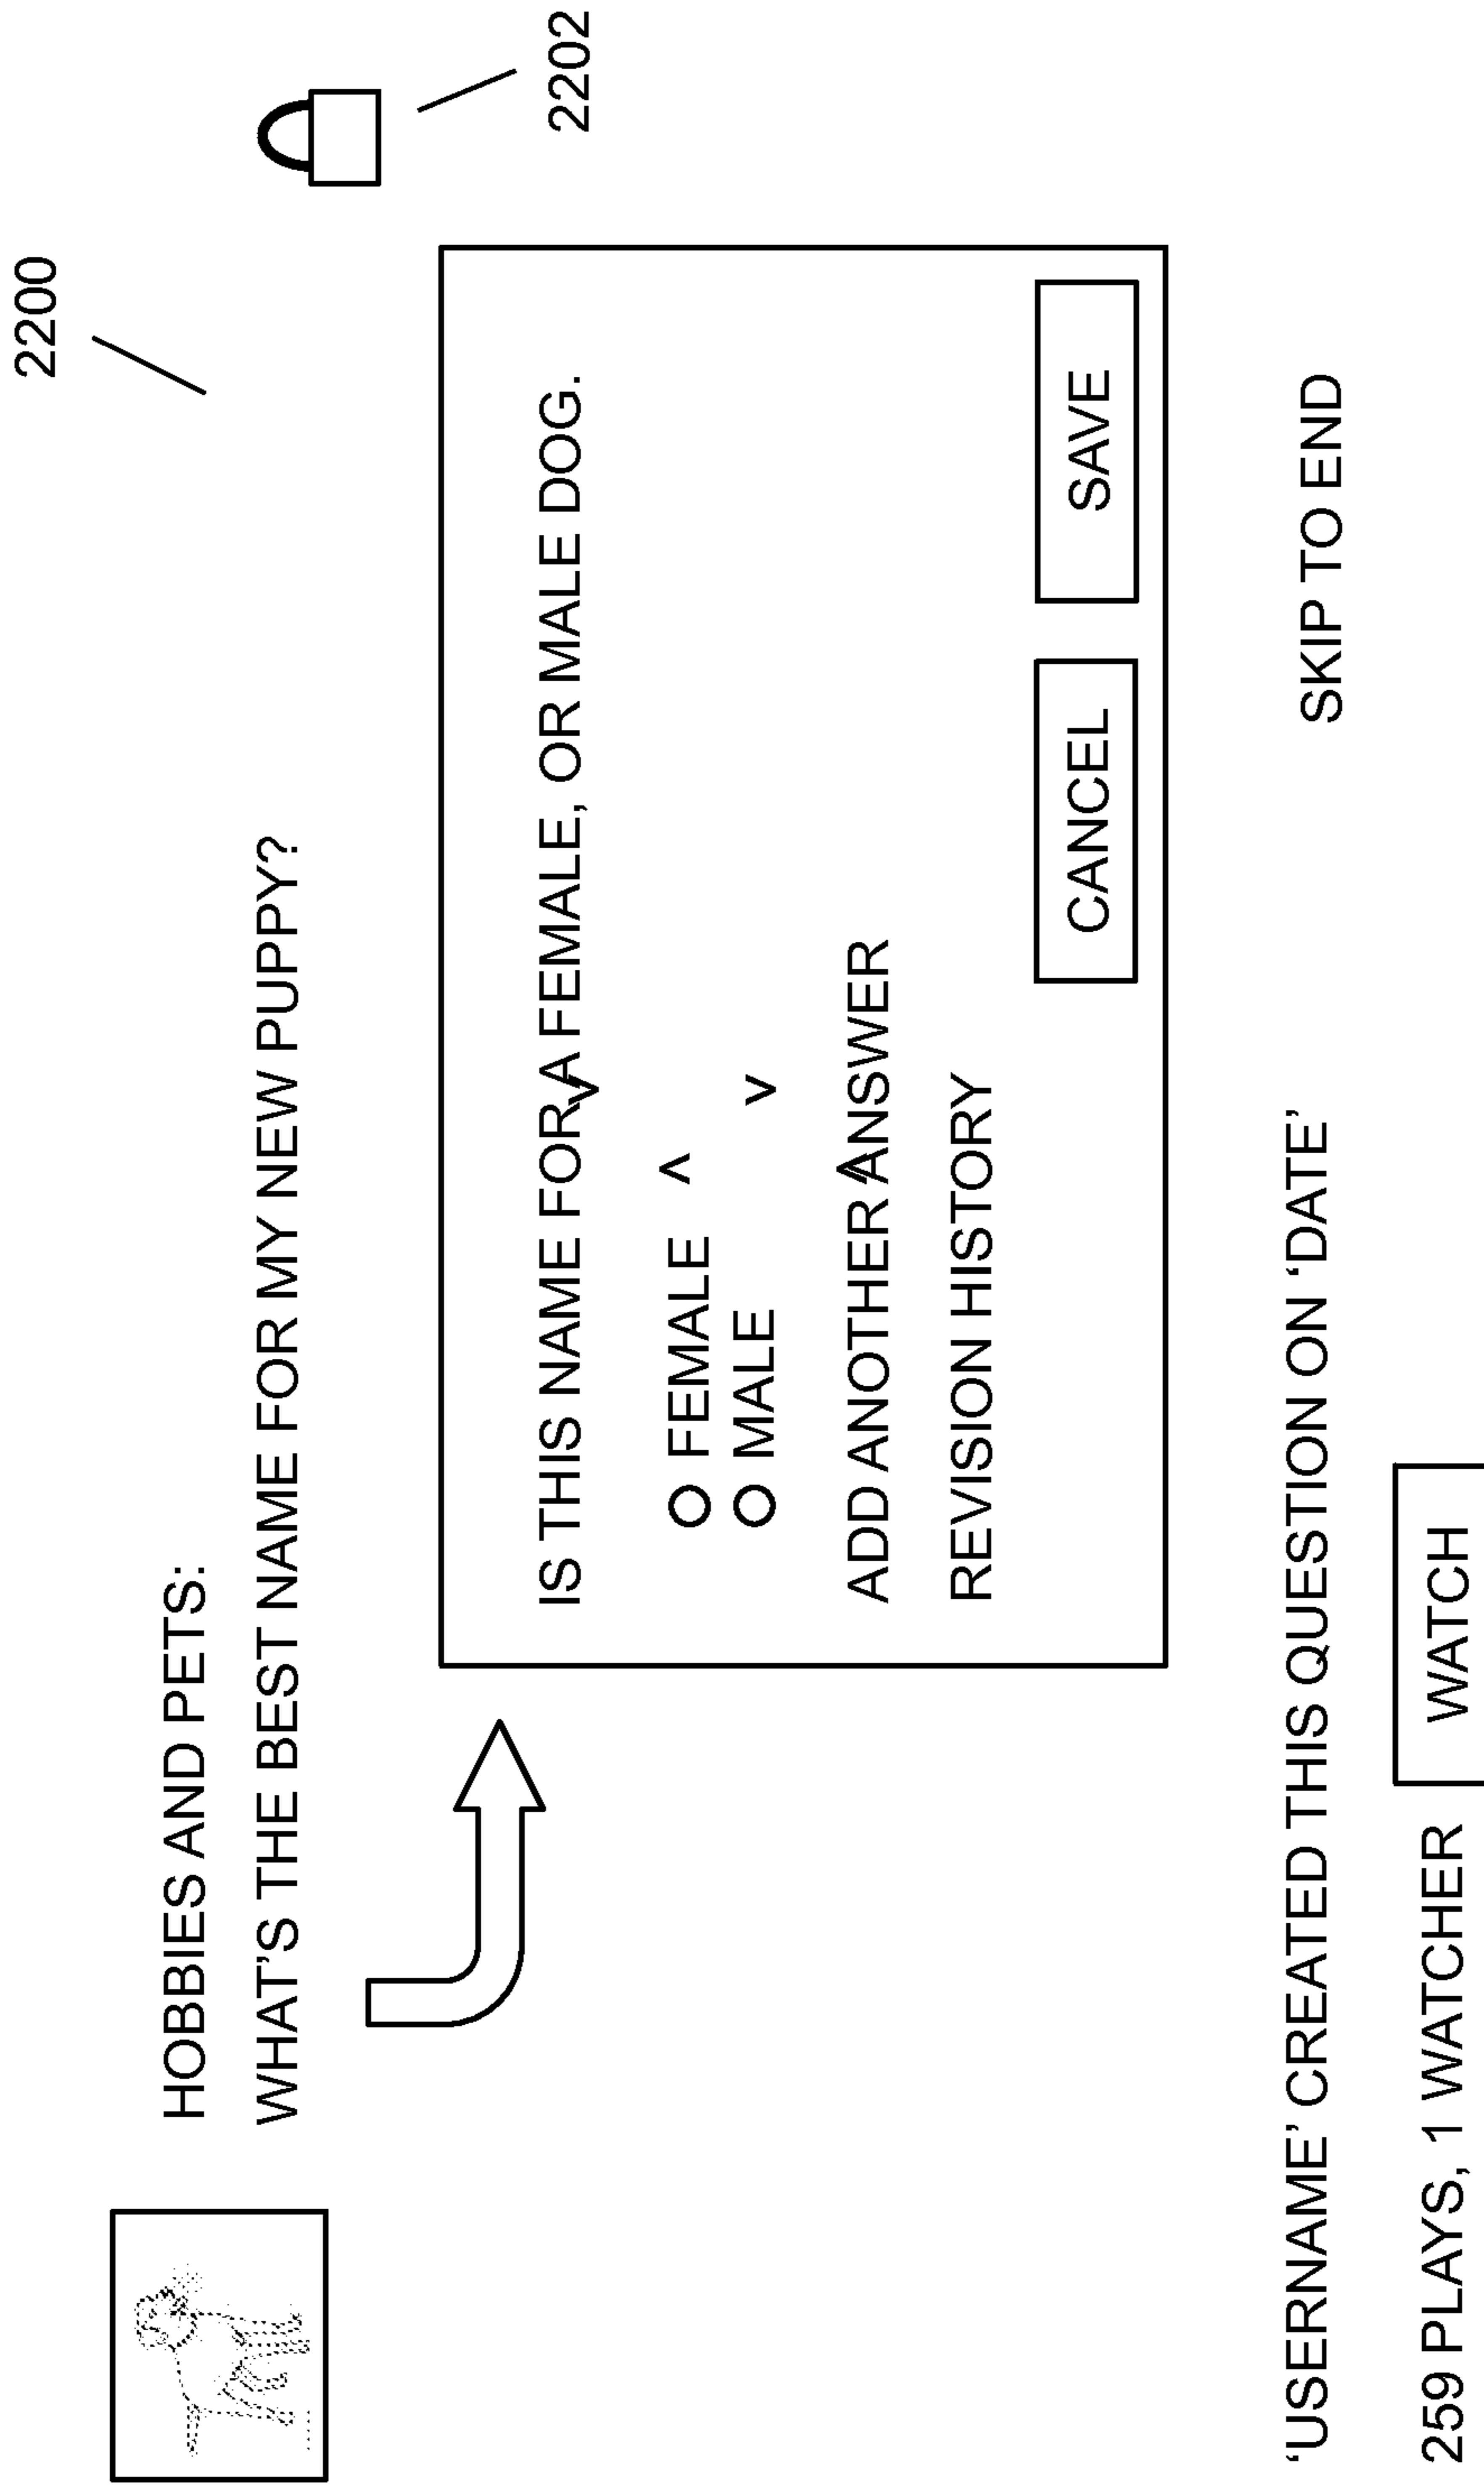 2200
HOBBIES AND PETS:
WHAT'S THE BEST NAME FOR MY NEW PUPPY?
2202
IS THIS NAME FOR A FEMALE, OR MALE DOG.
v
FEMALE ^
MALE v
ADD ANOTHER ANSWER
^
REVISION HISTORY
CANCEL
SAVE
'USERNAME' CREATED THIS QUESTION ON 'DATE'
SKIP TO END
259 PLAYS, 1 WATCHER
WATCH